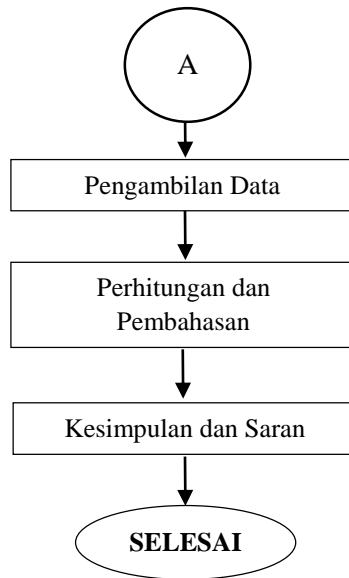 A
Pengambilan Data
Perhitungan dan
Pembahasan
Kesimpulan dan Saran
SELESAI